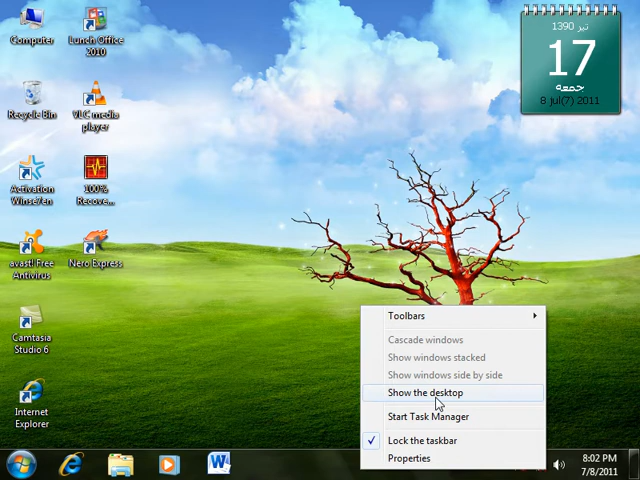 Computer
Lunch Office
2010
Recycle Bin
VLC media
player
Activation
Winse7en
100%
Recove...
avast! Free
Antivirus
Nero Express
Camtasia
Studio 6
Internet
Explorer
تیر 1390
17
جمعه
8 jul(7) 2011
Toolbars
Cascade windows
Show windows stacked
Show windows side by side
Show the desktop
Start Task Manager
Lock the taskbar
Properties
8:02 PM
7/8/2011